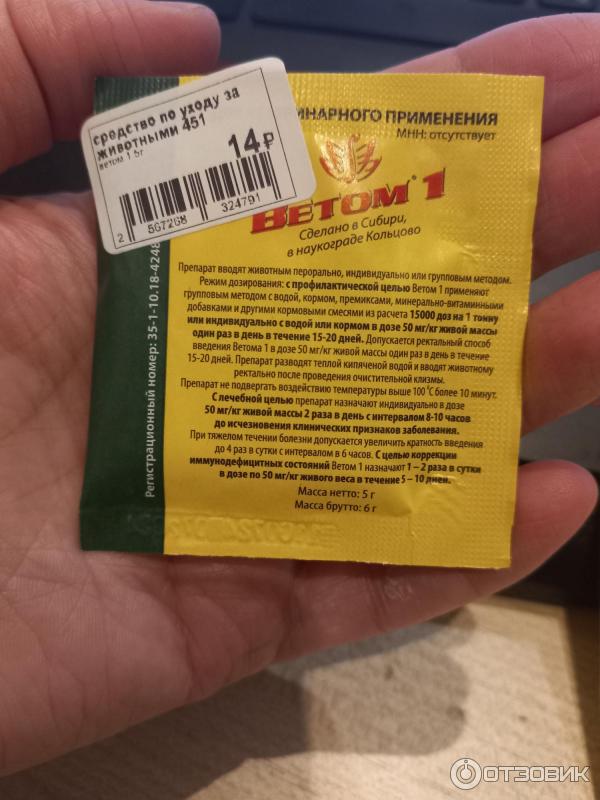 средство по уходу за
животными 451
ветом 1 5г
14₽
2 567268 324791
ИНАРНОГО ПРИМЕНЕНИЯ
МНН: отсутствует
ВЕТОМ® 1
Сделано в Сибири,
в наукограде Кольцово
Препарат вводят животным перорально, индивидуально или групповым методом.
Режим дозирования: с профилактической целью Ветом 1 применяют
групповым методом с водой, кормом, премиксами, минерально-витаминными
добавками и другими кормовыми смесями из расчета 15000 доз на 1 тонну
или индивидуально с водой или кормом в дозе 50 мг/кг живой массы
один раз в день в течение 15-20 дней. Допускается ректальный способ
введения Ветома 1 в дозе 50 мг/кг живой массы один раз в день в течение
15-20 дней. Препарат разводят теплой кипяченой водой и вводят животному
ректально после проведения очистительной клизмы.
Препарат не подвергать воздействию температуры выше 100 °С более 10 минут.
С лечебной целью препарат назначают индивидуально в дозе
50 мг/кг живой массы 2 раза в день с интервалом 8-10 часов
до исчезновения клинических признаков заболевания.
При тяжелом течении болезни допускается увеличить кратность введения
до 4 раз в сутки с интервалом в 6 часов. С целью коррекции
иммунодефицитных состояний Ветом 1 назначают 1 – 2 раза в сутки
в дозе по 50 мг/кг живого веса в течение 5 – 10 дней.
Масса нетто: 5 г
Масса брутто: 6 г
Регистрационный номер: 35-1-10.18-4248
ОТЗОВИК